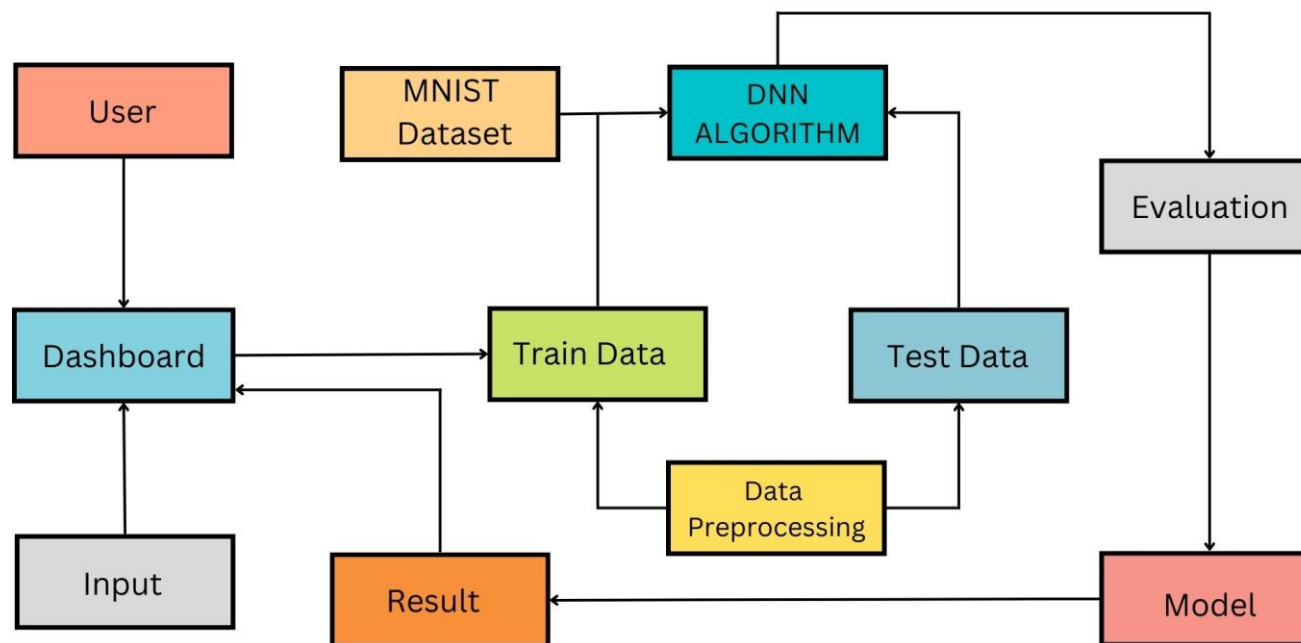 User
MNIST
Dataset
DNN
ALGORITHM
Evaluation
Dashboard
Train Data
Test Data
Data
Preprocessing
Input
Result
Model